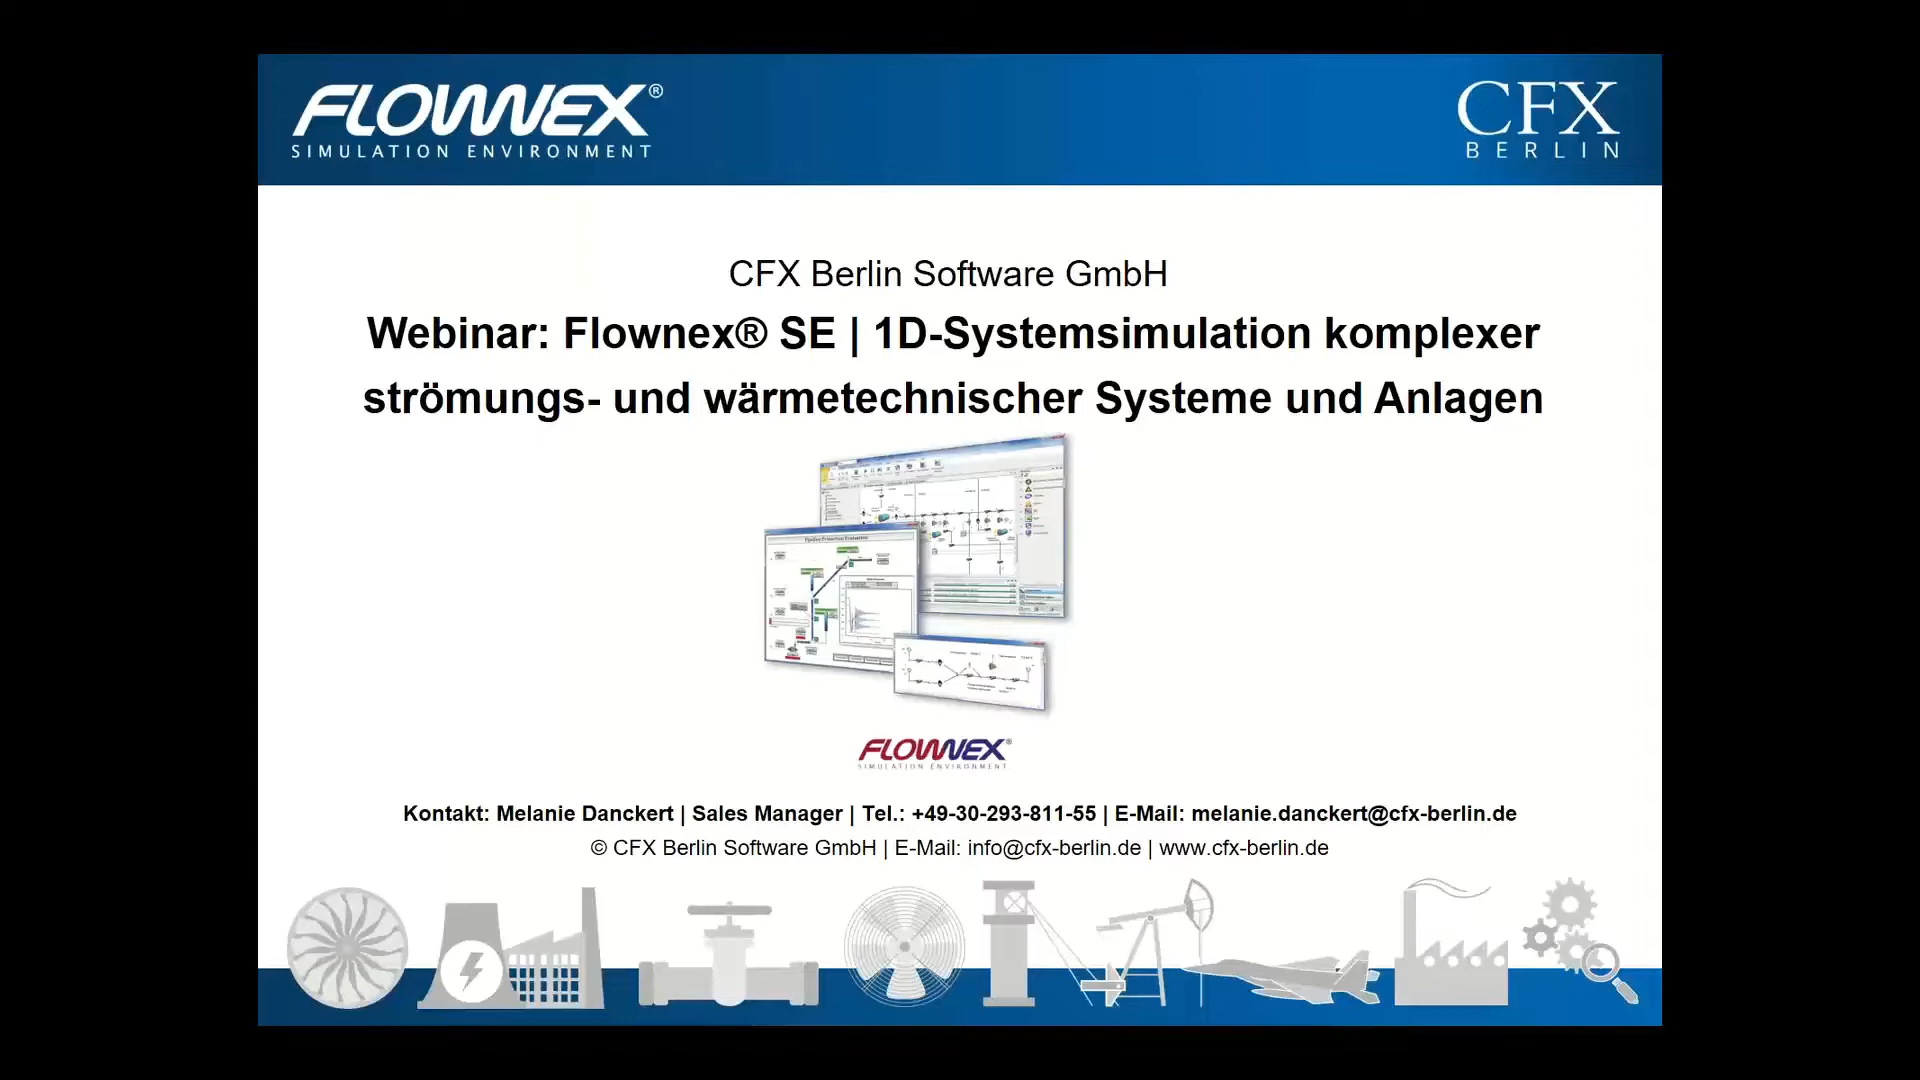 FLOWNEX®
SIMULATION ENVIRONMENT
CFX
BERLIN
CFX Berlin Software GmbH
Webinar: Flownex® SE | 1D-Systemsimulation komplexer
strömungs- und wärmetechnischer Systeme und Anlagen
FLOWNEX®
SIMULATION ENVIRONMENT
Kontakt: Melanie Danckert | Sales Manager | Tel.: +49-30-293-811-55 | E-Mail: melanie.danckert@cfx-berlin.de
© CFX Berlin Software GmbH | E-Mail: info@cfx-berlin.de | www.cfx-berlin.de